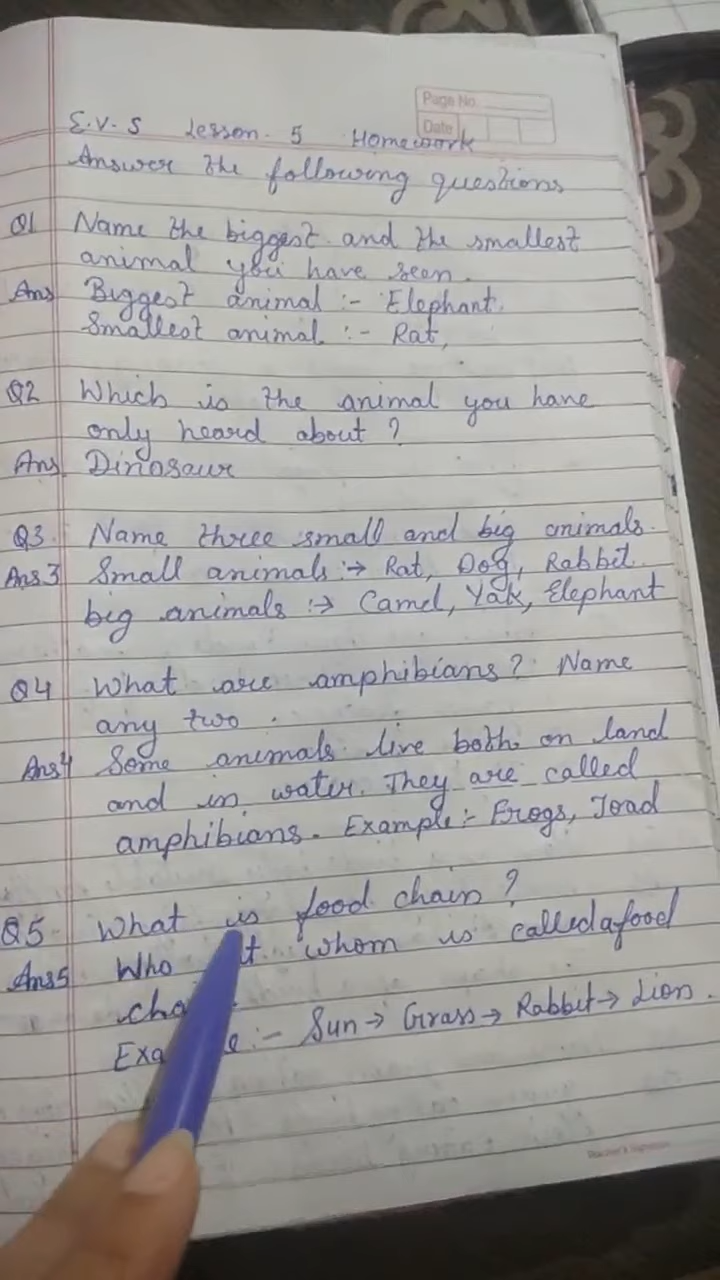 Page No.
Date
E.V.S Lesson - 5 Homework
Answer the following questions
Q1 Name the biggest and the smallest
animal you have seen.
Ans Biggest animal :- Elephant.
Smallest animal :- Rat,
Q2 Which is the animal you have
only heard about ?
Ans Dinosaur
Q3. Name three small and big animals.
Ans3 Small animals :→ Rat, Dog, Rabbit.
big animals :→ Camel, Yak, Elephant
Q4 What are amphibians? Name
any two .
Ans4 Some animals live both on land
and in water. They are called
amphibians. Example :- Frogs, Toad
Q5 What is food chain ?
Ans5 Who whom is called a food
Sun → Grass → Rabbit → Lion.